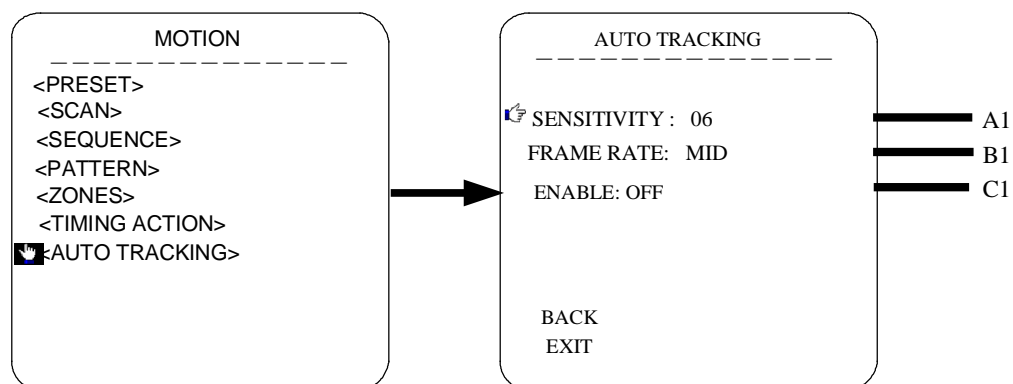 MOTION
<PRESET>
<SCAN>
<SEQUENCE>
<PATTERN>
<ZONES>
<TIMING ACTION>
<AUTO TRACKING>
AUTO TRACKING
SENSITIVITY : 06
FRAME RATE: MID
ENABLE: OFF
BACK
EXIT
A1
B1
C1